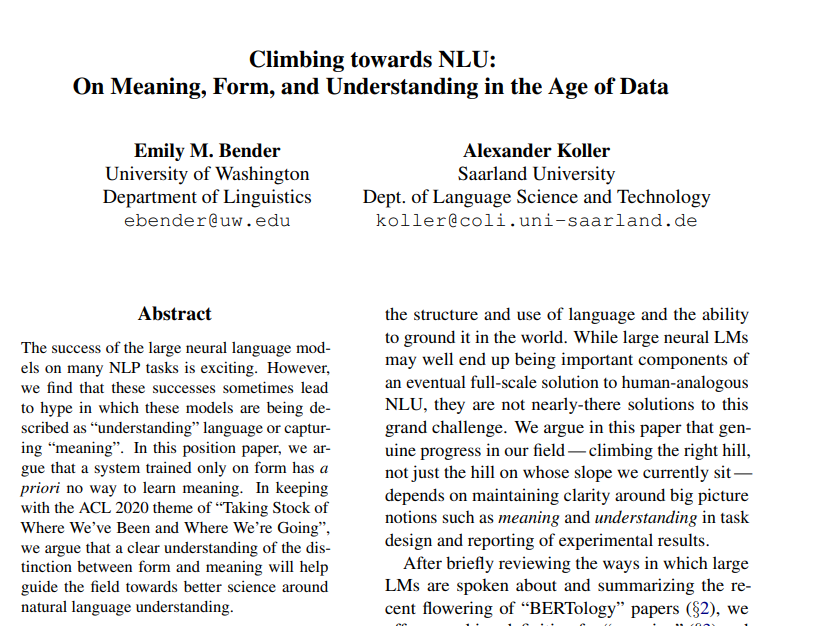 Climbing towards NLU:
On Meaning, Form, and Understanding in the Age of Data
Emily M. Bender
University of Washington
Department of Linguistics
ebender@uw.edu
Alexander Koller
Saarland University
Dept. of Language Science and Technology
koller@coli.uni-saarland.de
Abstract
The success of the large neural language mod-
els on many NLP tasks is exciting. However,
we find that these successes sometimes lead
to hype in which these models are being de-
scribed as “understanding” language or captur-
ing “meaning”. In this position paper, we ar-
gue that a system trained only on form has a
priori no way to learn meaning. In keeping
with the ACL 2020 theme of “Taking Stock of
Where We’ve Been and Where We’re Going”,
we argue that a clear understanding of the dis-
tinction between form and meaning will help
guide the field towards better science around
natural language understanding.
the structure and use of language and the ability
to ground it in the world. While large neural LMs
may well end up being important components of
an eventual full-scale solution to human-analogous
NLU, they are not nearly-there solutions to this
grand challenge. We argue in this paper that gen-
uine progress in our field — climbing the right hill,
not just the hill on whose slope we currently sit —
depends on maintaining clarity around big picture
notions such as meaning and understanding in task
design and reporting of experimental results.
After briefly reviewing the ways in which large
LMs are spoken about and summarizing the re-
cent flowering of “BERTology” papers (§2), we